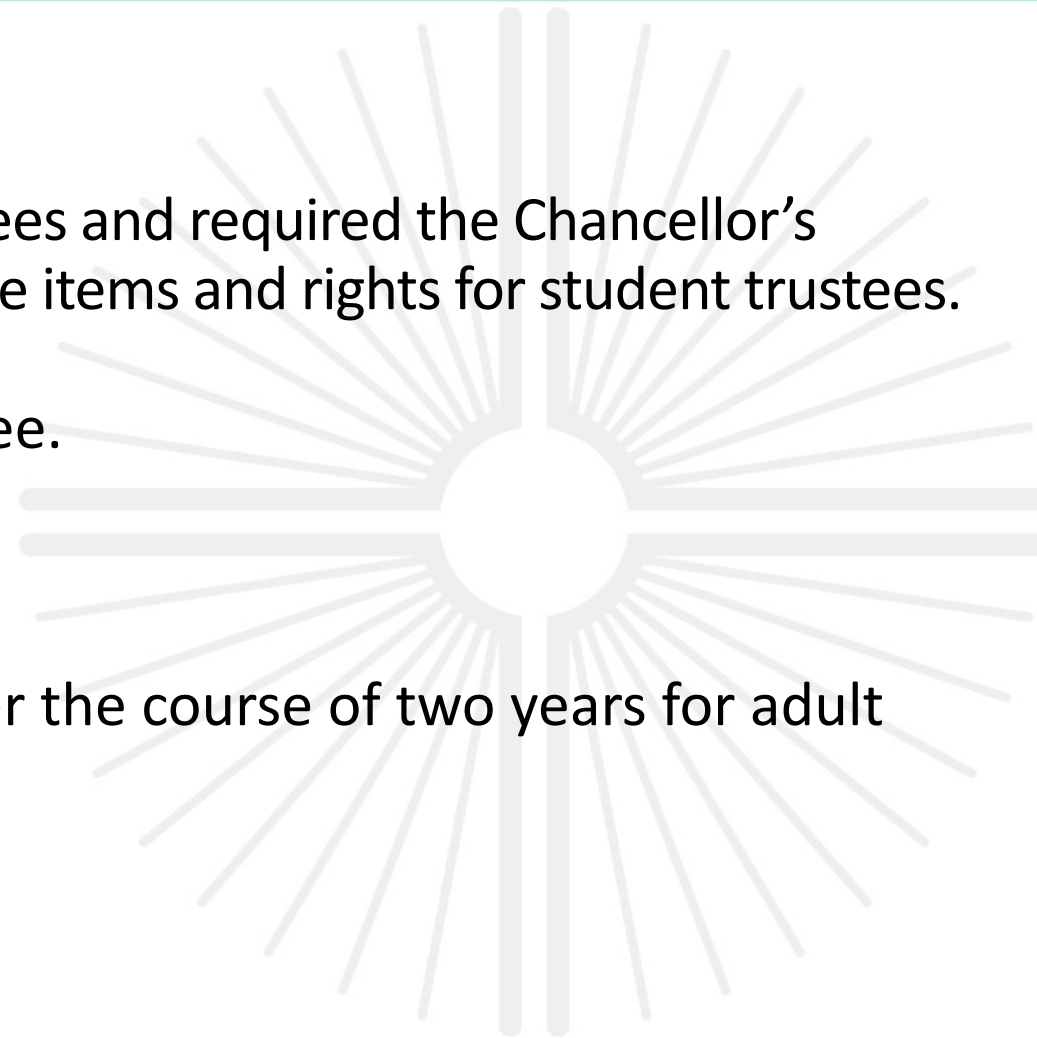 ees and required the Chancellor’s
e items and rights for student trustees.
ee.
r the course of two years for adult